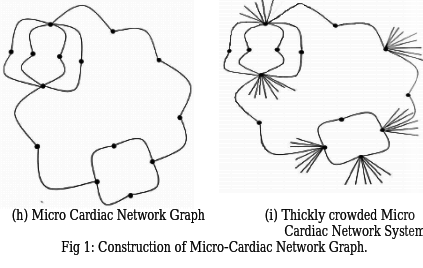 (h) Micro Cardiac Network Graph
(i) Thickly crowded Micro
Cardiac Network System
Fig 1: Construction of Micro-Cardiac Network Graph.